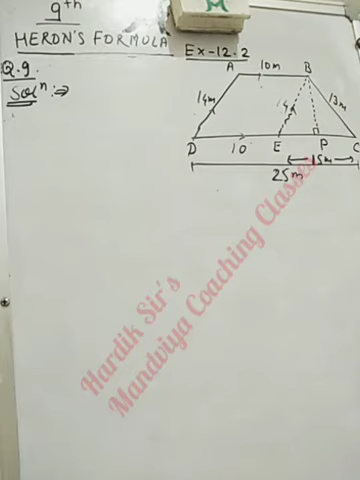 9th
M
HERON'S FORMULA Ex-12.2
Q.9.
Solⁿ:⇒
A 10m B
14m 14 13m
D 10 E P C
15m
25m
Hardik Sir's
Mandviya Coaching Classes